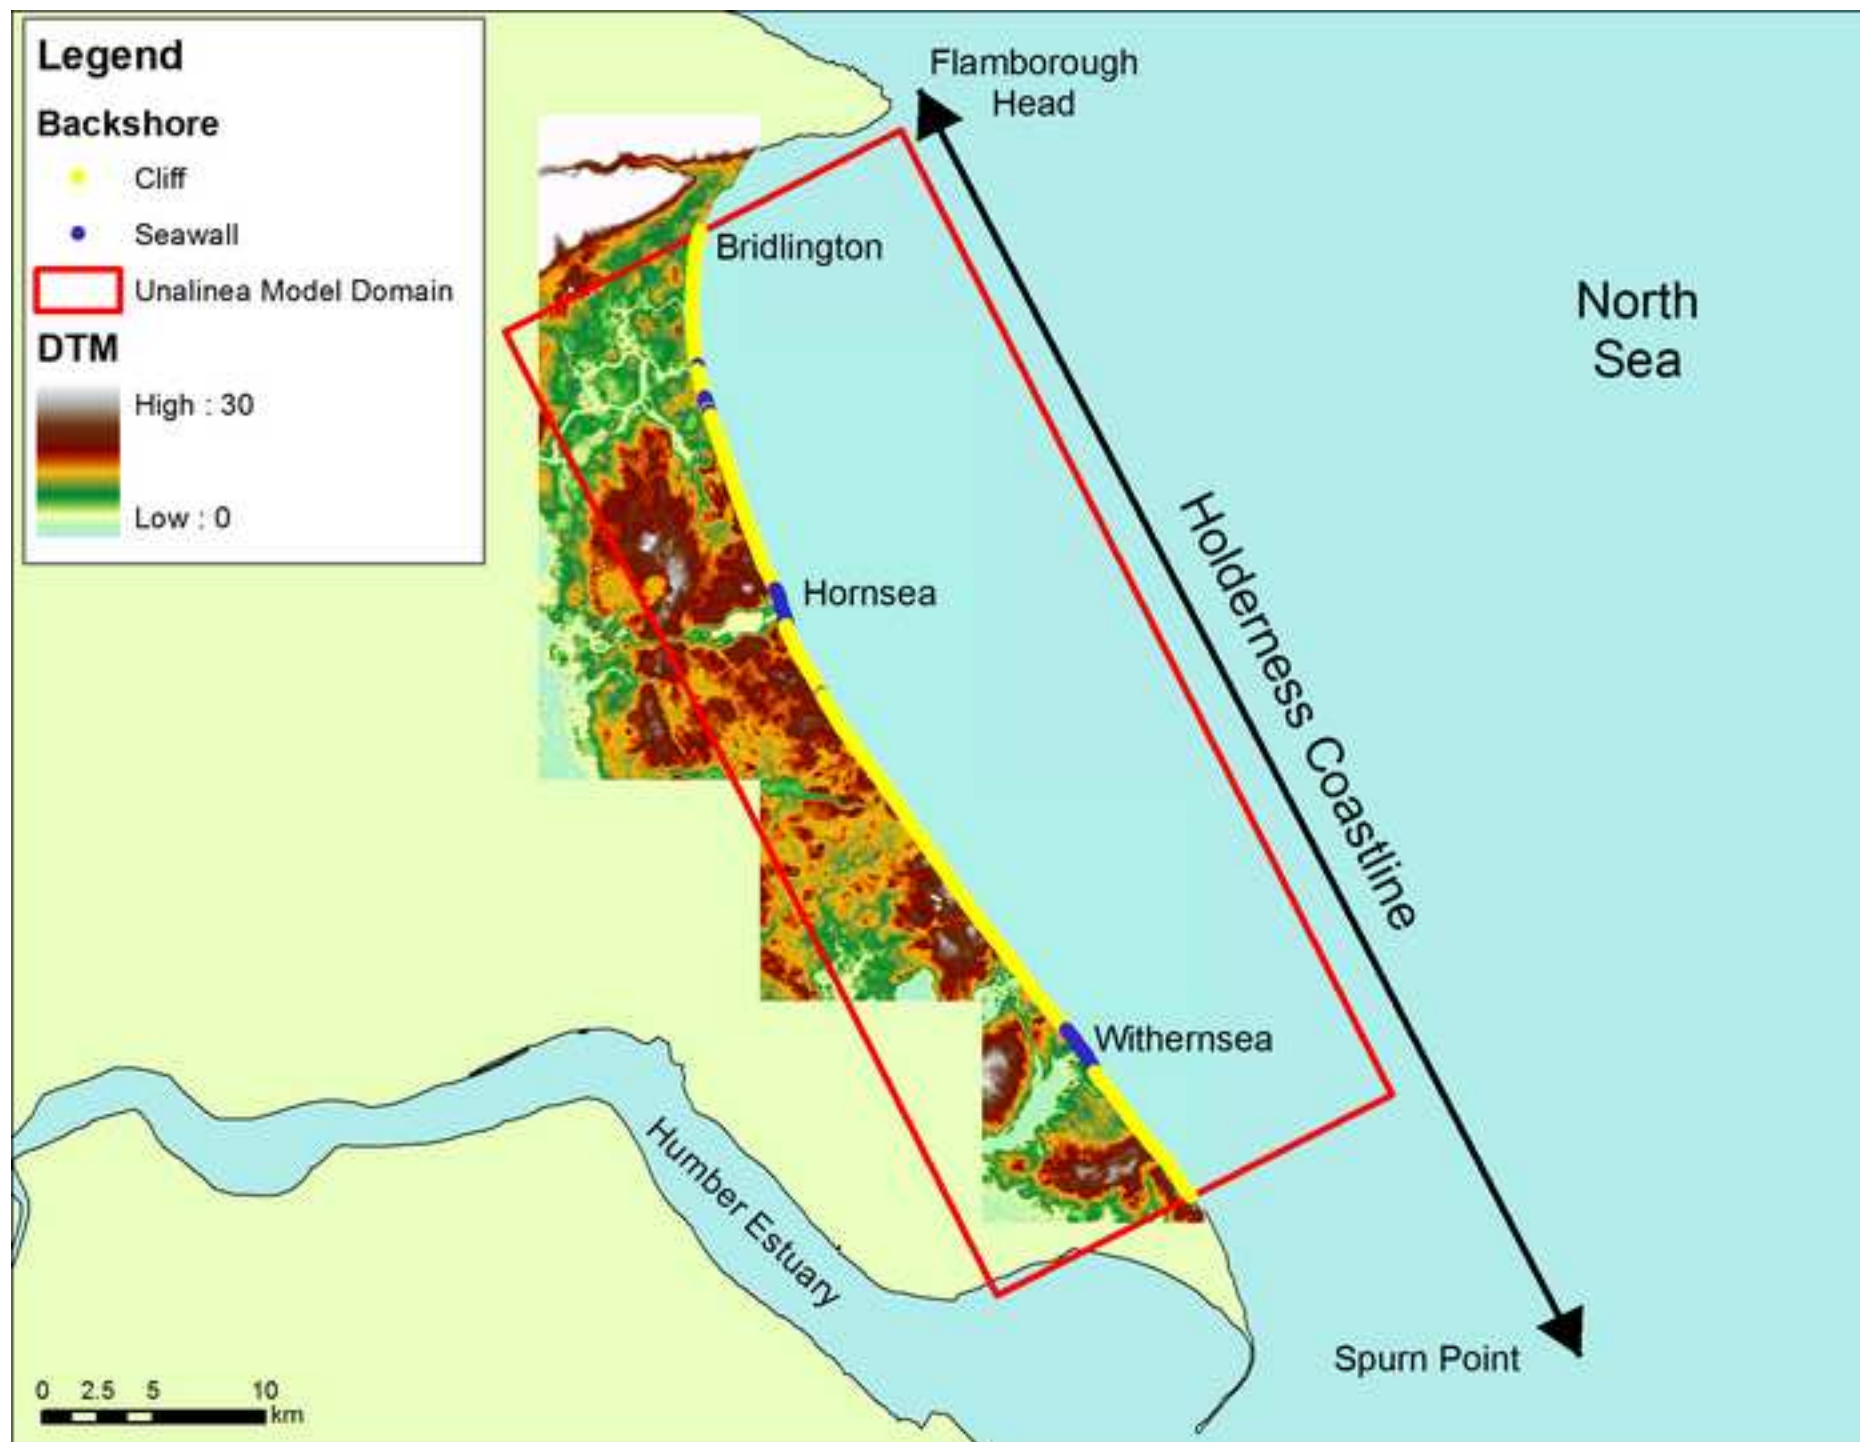 Legend
Backshore
Cliff
Seawall
Unalinea Model Domain
DTM
High : 30
Low : 0
Flamborough
Head
Bridlington
North
Sea
Hornsea
Holderness Coastline
Withernsea
Humber Estuary
Spurn Point
0 2.5 5 10
km